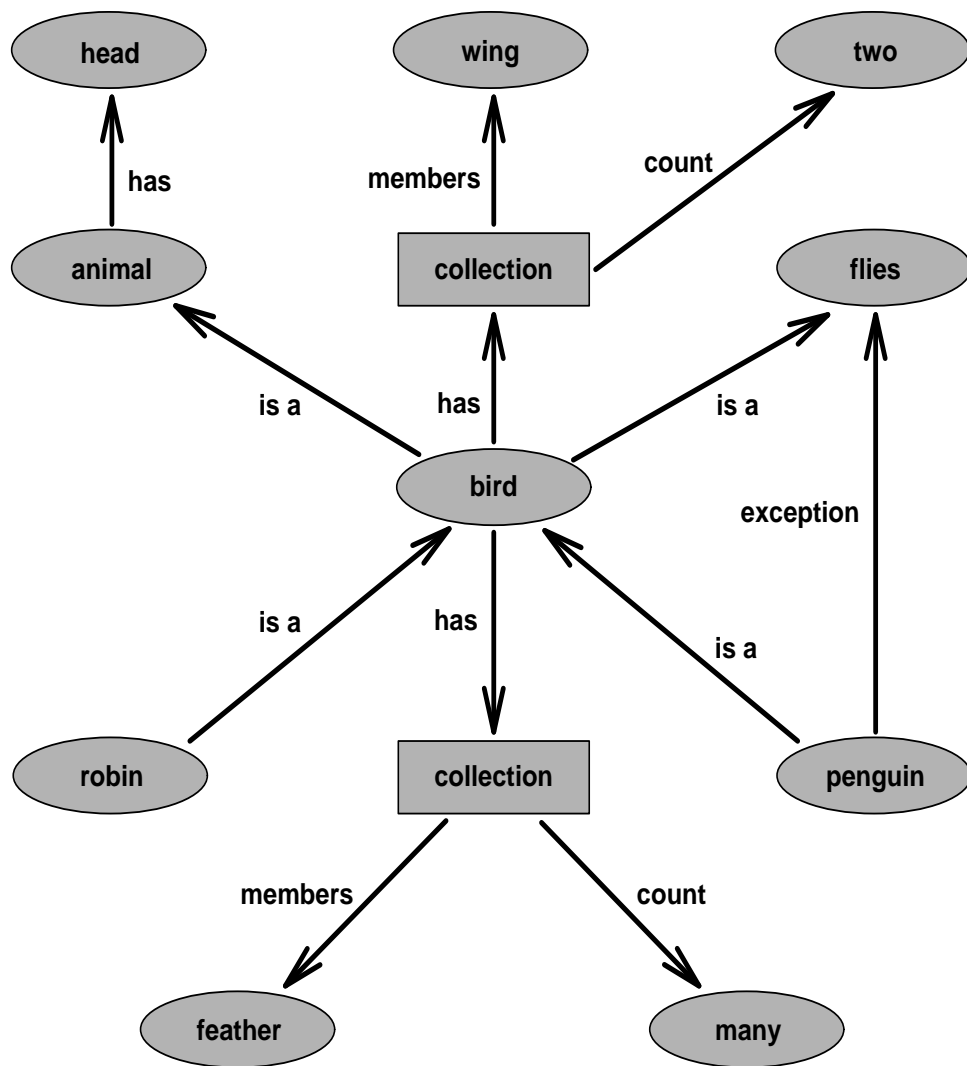 head
wing
two
has
members
count
animal
collection
flies
is a
has
is a
bird
exception
is a
has
is a
robin
collection
penguin
members
count
feather
many